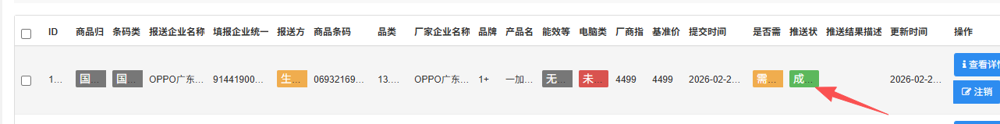 ID 商品归 条码类 报送企业名称 填报企业统一 报送方 商品条码 品类 厂家企业名称 品牌 产品名 能效等 电脑类 厂商指 基准价 提交时间 是否需 推送状 推送结果描述 更新时间 操作
1... 国... 国... OPPO广东... 91441900... 生... 06932169... 13.... OPPO广东... 1+ 一加... 无... 未... 4499 4499 2026-02-2... 需... 成... 2026-02-2... 查看详情
注销